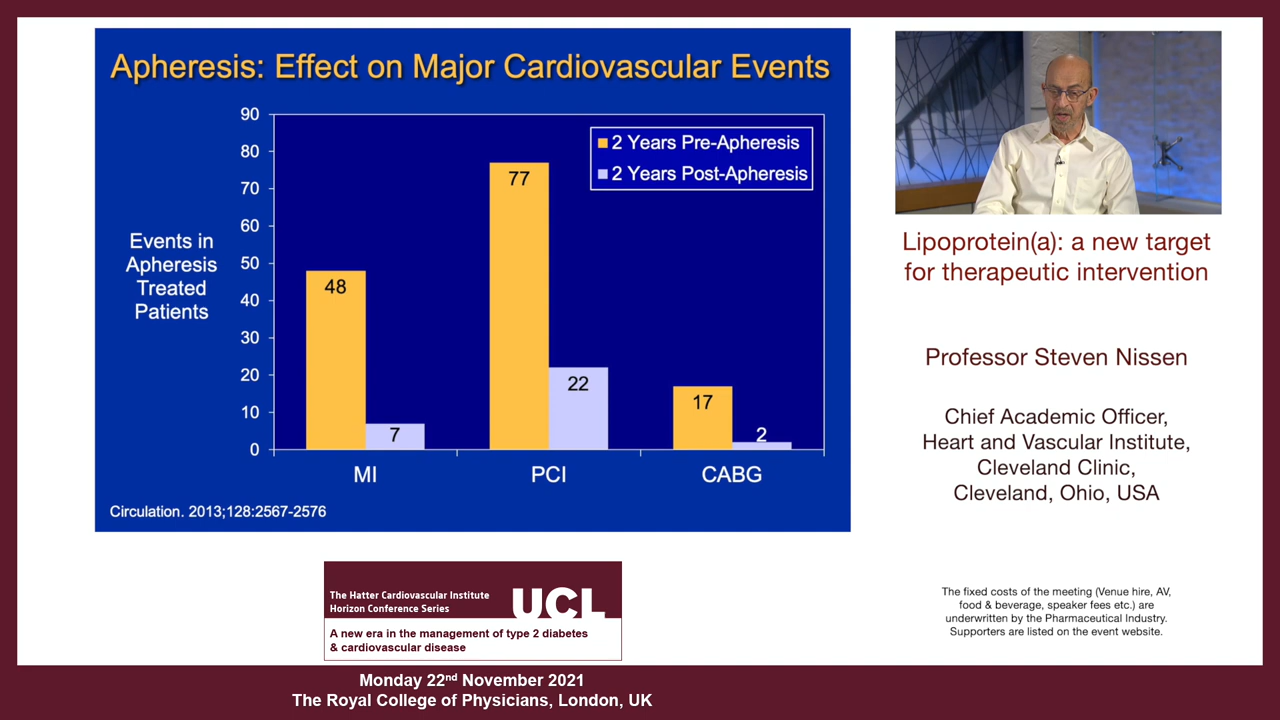 Apheresis: Effect on Major Cardiovascular Events
Events in
Apheresis
Treated
Patients
90
80
70
60
50
40
30
20
10
0
2 Years Pre-Apheresis
2 Years Post-Apheresis
48
7
77
22
17
2
MI
PCI
CABG
Circulation. 2013;128:2567-2576
Lipoprotein(a): a new target
for therapeutic intervention
Professor Steven Nissen
Chief Academic Officer,
Heart and Vascular Institute,
Cleveland Clinic,
Cleveland, Ohio, USA
The fixed costs of the meeting (Venue hire, AV,
food & beverage, speaker fees etc.) are
underwritten by the Pharmaceutical Industry.
Supporters are listed on the event website.
The Hatter Cardiovascular Institute
Horizon Conference Series
UCL
A new era in the management of type 2 diabetes
& cardiovascular disease
Monday 22nd November 2021
The Royal College of Physicians, London, UK